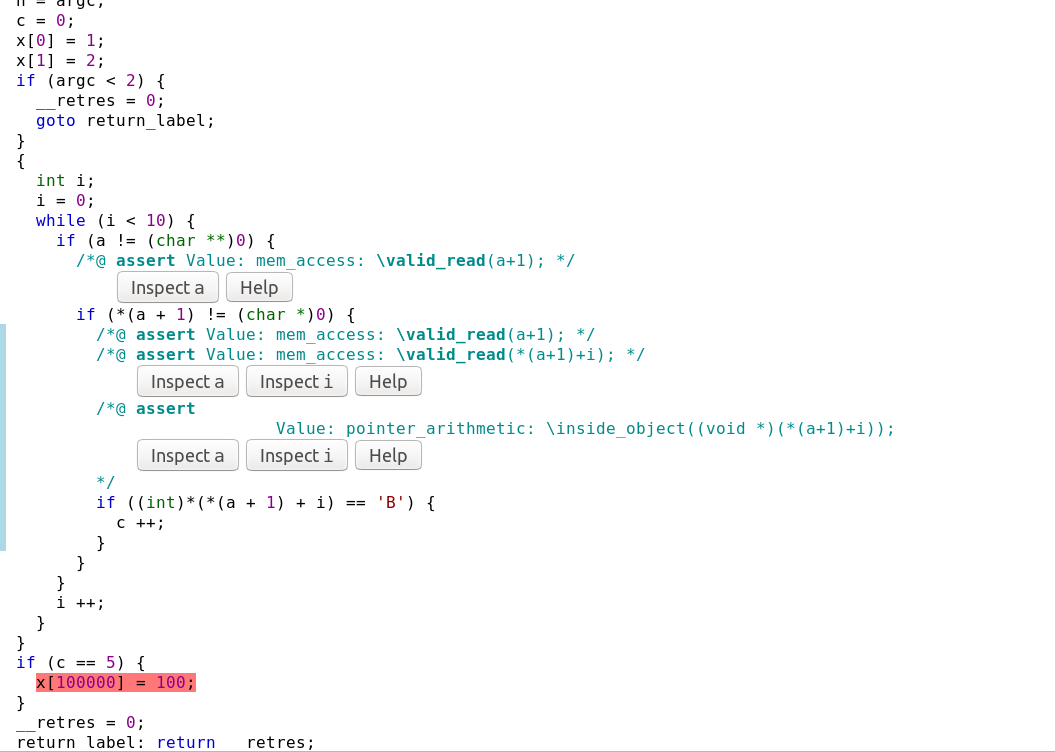 n = argc;
c = 0;
x[0] = 1;
x[1] = 2;
if (argc < 2) {
__retres = 0;
goto return_label;
}
{
int i;
i = 0;
while (i < 10) {
if (a != (char **)0) {
/*@ assert Value: mem_access: \valid_read(a+1); */
Inspect a Help
if (*(a + 1) != (char *)0) {
/*@ assert Value: mem_access: \valid_read(a+1); */
/*@ assert Value: mem_access: \valid_read(*(a+1)+i); */
Inspect a Inspect i Help
/*@ assert
Value: pointer_arithmetic: \inside_object((void *)(*(a+1)+i));
Inspect a Inspect i Help
*/
if ((int)*(*(a + 1) + i) == 'B') {
c ++;
}
}
}
i ++;
}
}
if (c == 5) {
x[100000] = 100;
}
__retres = 0;
return_label: return __retres;